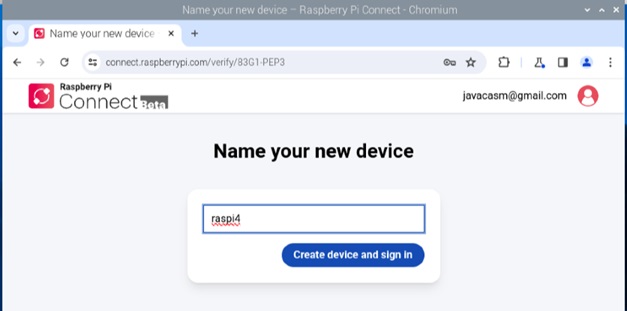 Name your new device – Raspberry Pi Connect - Chromium
Name your new device
connect.raspberrypi.com/verify/83G1-PEP3
Raspberry Pi
Connect Beta
javacasm@gmail.com
Name your new device
raspi4
Create device and sign in